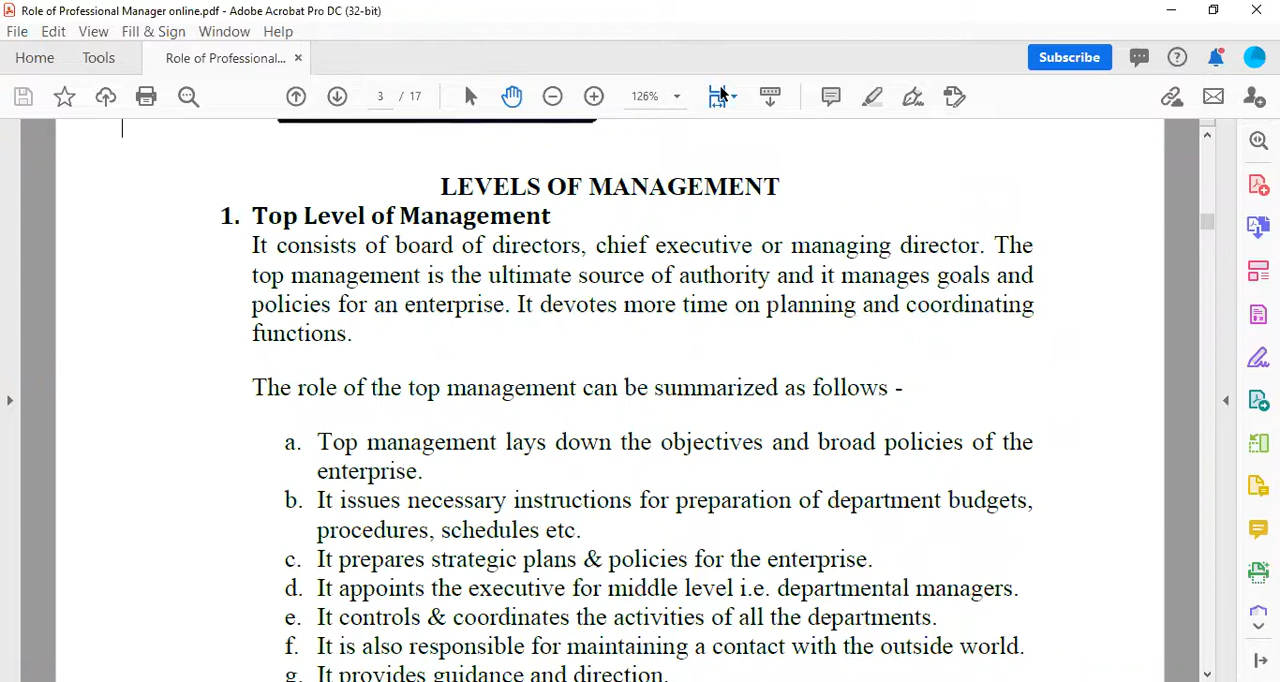 Role of Professional Manager online.pdf - Adobe Acrobat Pro DC (32-bit)
File Edit View Fill & Sign Window Help
Home Tools Role of Professional... ×
Subscribe
3 / 17 126%
LEVELS OF MANAGEMENT
1. Top Level of Management
It consists of board of directors, chief executive or managing director. The
top management is the ultimate source of authority and it manages goals and
policies for an enterprise. It devotes more time on planning and coordinating
functions.
The role of the top management can be summarized as follows -
a. Top management lays down the objectives and broad policies of the
enterprise.
b. It issues necessary instructions for preparation of department budgets,
procedures, schedules etc.
c. It prepares strategic plans & policies for the enterprise.
d. It appoints the executive for middle level i.e. departmental managers.
e. It controls & coordinates the activities of all the departments.
f. It is also responsible for maintaining a contact with the outside world.
g. It provides guidance and direction.